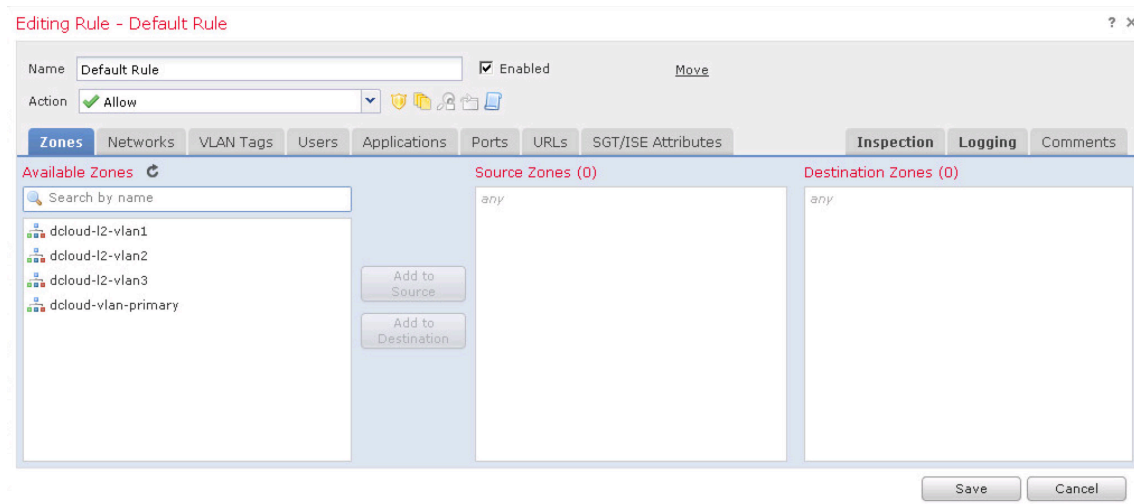 Editing Rule - Default Rule
? X
Name Default Rule Enabled Move
Action Allow
Zones Networks VLAN Tags Users Applications Ports URLs SGT/ISE Attributes Inspection Logging Comments
Available Zones Source Zones (0) Destination Zones (0)
Search by name any any
dcloud-l2-vlan1
dcloud-l2-vlan2
dcloud-l2-vlan3
dcloud-vlan-primary
Add to
Source
Add to
Destination
Save Cancel